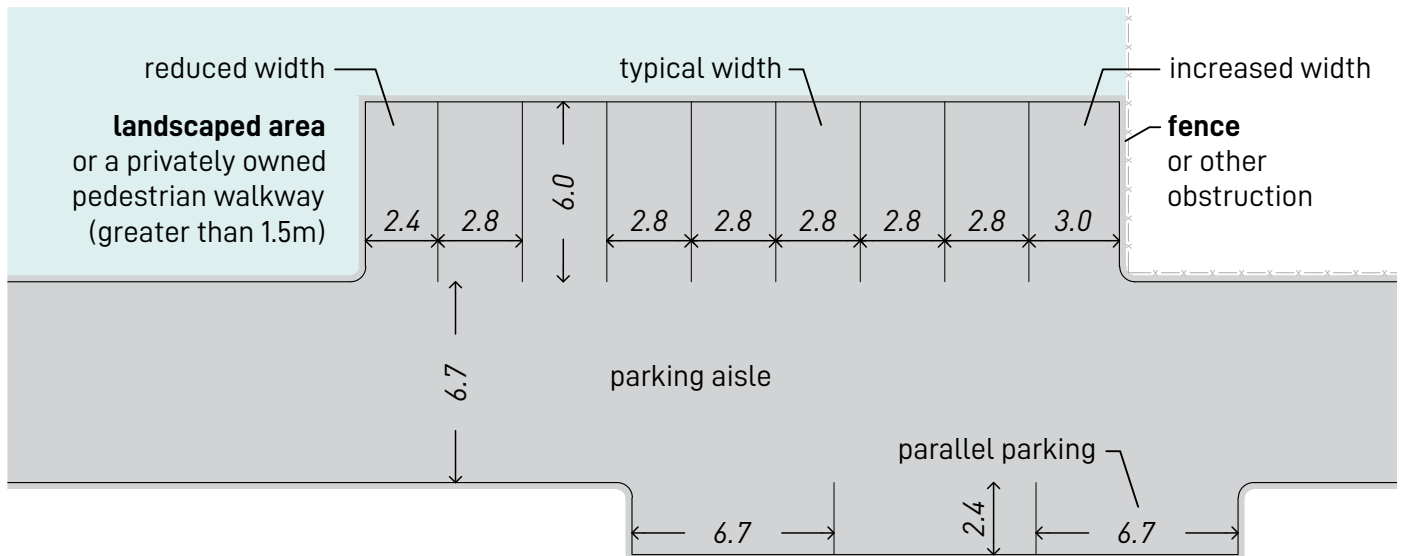 reduced width
typical width
increased width
landscaped area
or a privately owned
pedestrian walkway
(greater than 1.5m)
fence
or other
obstruction
6.0
2.4
2.8
2.8
2.8
2.8
2.8
2.8
3.0
6.7
parking aisle
parallel parking
6.7
2.4
6.7